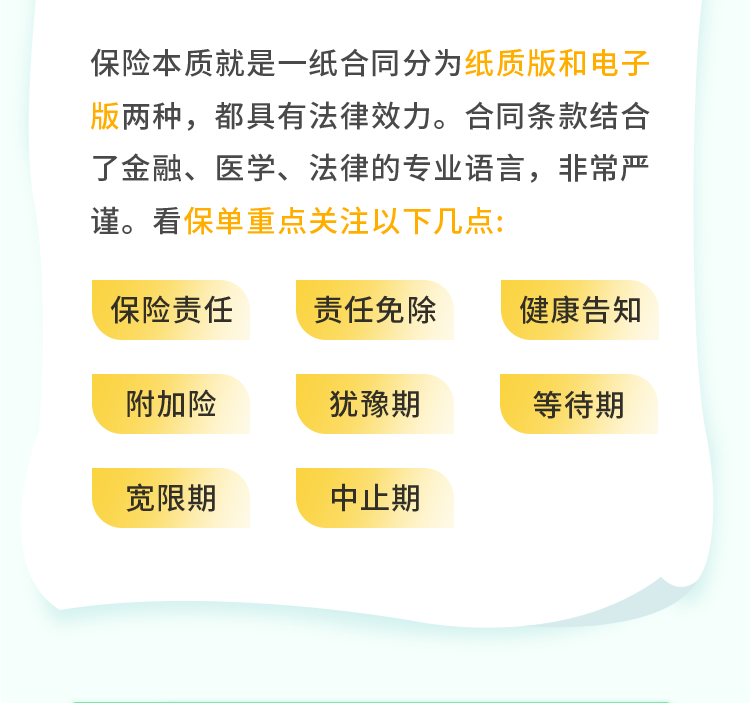 保险本质就是一纸合同分为纸质版和电子
版两种，都具有法律效力。合同条款结合
了金融、医学、法律的专业语言，非常严
谨。看保单重点关注以下几点:
保险责任 责任免除 健康告知
附加险 犹豫期 等待期
宽限期 中止期